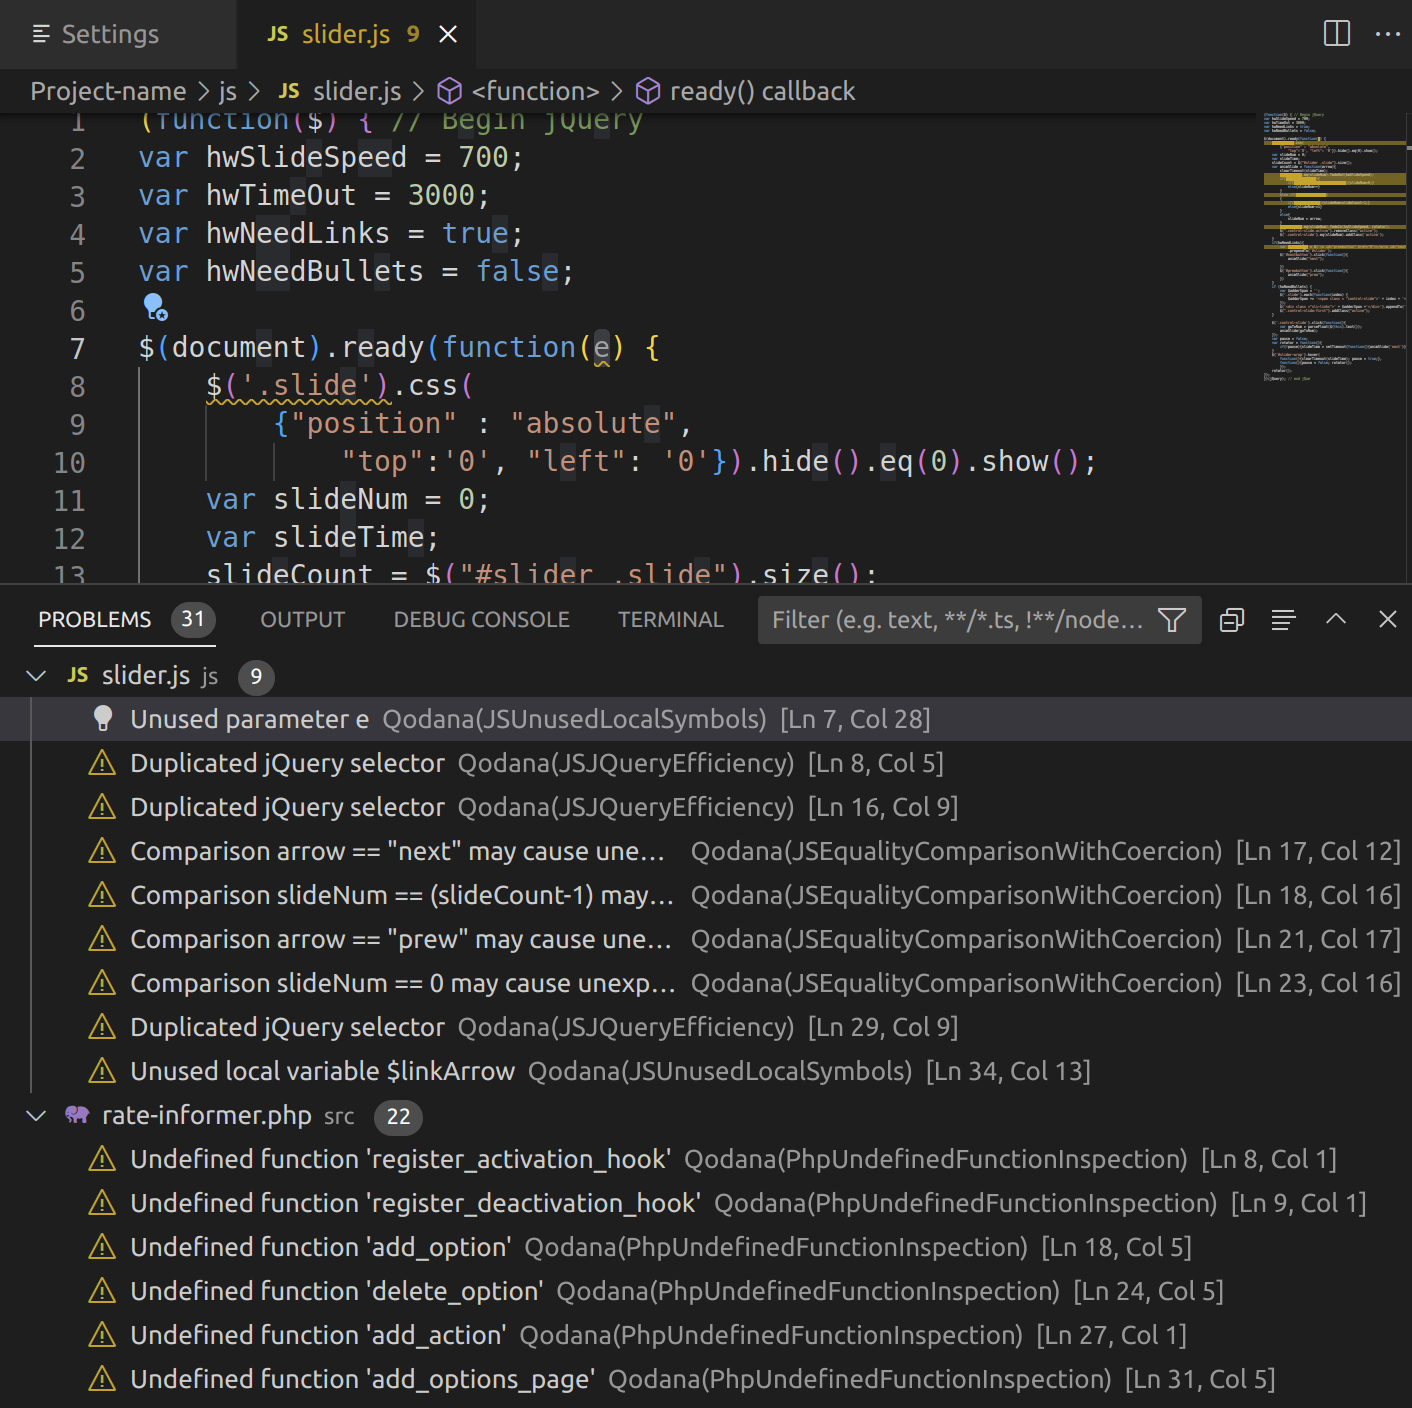 Settings
JS slider.js 9
Project-name > js > JS slider.js > <function> > ready() callback
1 (function($) { // Begin jQuery
2 var hwSlideSpeed = 700;
3 var hwTimeOut = 3000;
4 var hwNeedLinks = true;
5 var hwNeedBullets = false;
6
7 $(document).ready(function(e) {
8 $('.slide').css(
9 {"position" : "absolute",
10 "top":'0', "left": '0'}).hide().eq(0).show();
11 var slideNum = 0;
12 var slideTime;
13 slideCount = $("#slider .slide").size();
PROBLEMS 31 OUTPUT DEBUG CONSOLE TERMINAL Filter (e.g. text, **/*.ts, !**/node...
JS slider.js js 9
Unused parameter e Qodana(JSUnusedLocalSymbols) [Ln 7, Col 28]
Duplicated jQuery selector Qodana(JSJQueryEfficiency) [Ln 8, Col 5]
Duplicated jQuery selector Qodana(JSJQueryEfficiency) [Ln 16, Col 9]
Comparison arrow == "next" may cause une... Qodana(JSEqualityComparisonWithCoercion) [Ln 17, Col 12]
Comparison slideNum == (slideCount-1) may... Qodana(JSEqualityComparisonWithCoercion) [Ln 18, Col 16]
Comparison arrow == "prew" may cause une... Qodana(JSEqualityComparisonWithCoercion) [Ln 21, Col 17]
Comparison slideNum == 0 may cause unexp... Qodana(JSEqualityComparisonWithCoercion) [Ln 23, Col 16]
Duplicated jQuery selector Qodana(JSJQueryEfficiency) [Ln 29, Col 9]
Unused local variable $linkArrow Qodana(JSUnusedLocalSymbols) [Ln 34, Col 13]
rate-informer.php src 22
Undefined function 'register_activation_hook' Qodana(PhpUndefinedFunctionInspection) [Ln 8, Col 1]
Undefined function 'register_deactivation_hook' Qodana(PhpUndefinedFunctionInspection) [Ln 9, Col 1]
Undefined function 'add_option' Qodana(PhpUndefinedFunctionInspection) [Ln 18, Col 5]
Undefined function 'delete_option' Qodana(PhpUndefinedFunctionInspection) [Ln 24, Col 5]
Undefined function 'add_action' Qodana(PhpUndefinedFunctionInspection) [Ln 27, Col 1]
Undefined function 'add_options_page' Qodana(PhpUndefinedFunctionInspection) [Ln 31, Col 5]